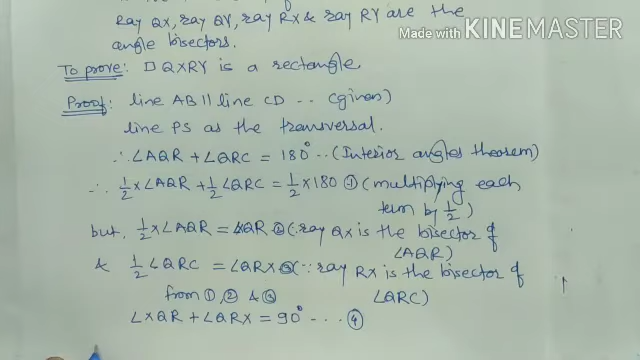 Made with KINEMASTER
ray QX, ray QY, ray RX & ray RY are the
angle bisectors.
To prove: □ QXRY is a rectangle.
Proof: line AB || line CD .. (given)
line PS as the transversal.
∴ ∠AQR + ∠QRC = 180° .. (Interior angles theorem)
∴ 1/2 × ∠AQR + 1/2 ∠QRC = 1/2 × 180 ① (multiplying each
term by 1/2)
but, 1/2 × ∠AQR = ∠XQR ② (∵ ray QX is the bisector of
∠AQR)
& 1/2 ∠QRC = ∠QRX ③ (∵ ray RX is the bisector of
∠QRC)
from ①, ② & ③
∠XQR + ∠QRX = 90° .... ④